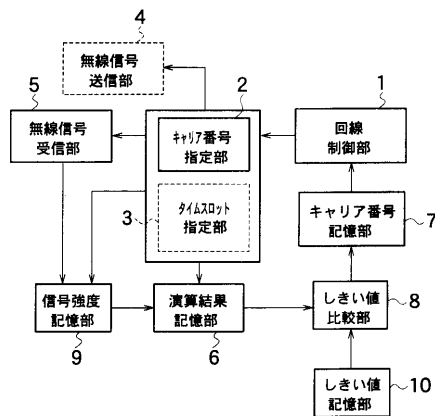 4
無線信号
送信部
5
2
1
無線信号
受信部
キャリア番号
指定部
回線
制御部
3
タイムスロット
指定部
キャリア番号
記憶部
7
信号強度
記憶部
演算結果
記憶部
しきい値
比較部
8
9
6
しきい値
記憶部
10